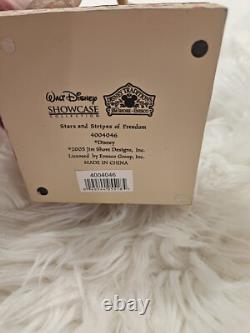 WALT DISNEY
SHOWCASE
COLLECTION
DISNEY TRADITIONS
Stars and Stripes of Freedom
4004046
©Disney
©2005 Jim Shore Designs, Inc.
Licensed by Enesco Group, Inc.
MADE IN CHINA
4004046